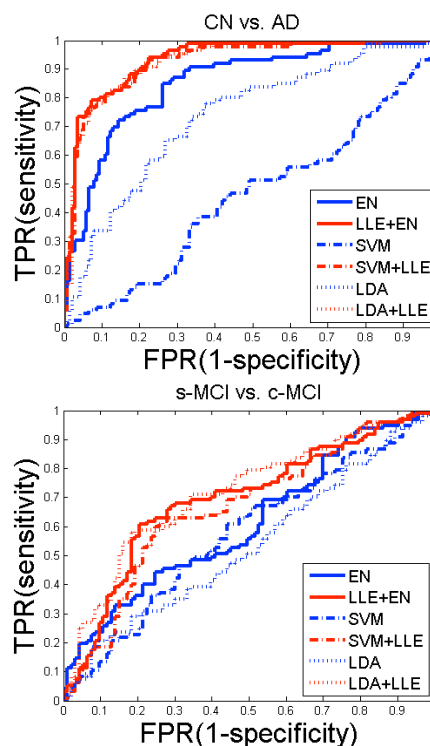 CN vs. AD
TPR(sensitivity)
1
0.9
0.8
0.7
0.6
0.5
0.4
0.3
0.2
0.1
0
EN
LLE+EN
SVM
SVM+LLE
LDA
LDA+LLE
0 0.1 0.2 0.3 0.4 0.5 0.6 0.7 0.8 0.9
FPR(1-specificity)
s-MCI vs. c-MCI
TPR(sensitivity)
1
0.9
0.8
0.7
0.6
0.5
0.4
0.3
0.2
0.1
0
EN
LLE+EN
SVM
SVM+LLE
LDA
LDA+LLE
0 0.1 0.2 0.3 0.4 0.5 0.6 0.7 0.8 0.9
FPR(1-specificity)